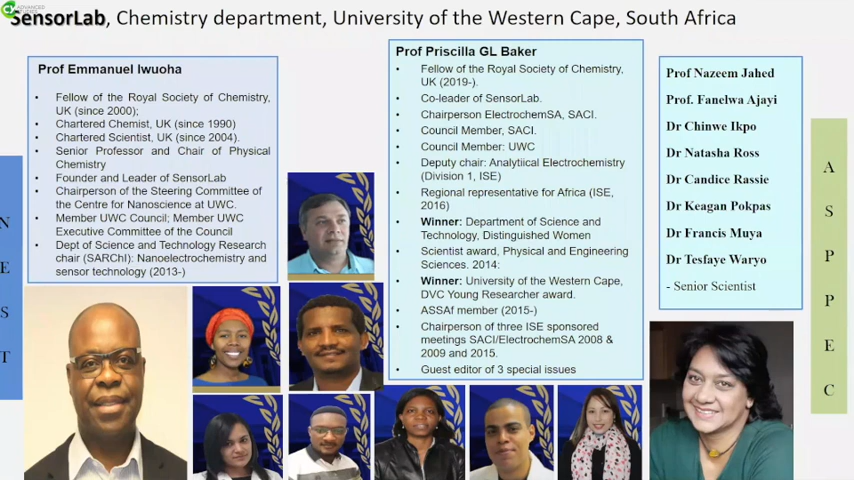 ADVANCED
SensorLab, Chemistry department, University of the Western Cape, South Africa
Prof Emmanuel Iwuoha
• Fellow of the Royal Society of Chemistry,
UK (since 2000);
• Chartered Chemist, UK (since 1990)
• Chartered Scientist, UK (since 2004).
• Senior Professor and Chair of Physical
Chemistry
• Founder and Leader of SensorLab
• Chairperson of the Steering Committee of
the Centre for Nanoscience at UWC.
• Member UWC Council; Member UWC
Executive Committee of the Council
• Dept of Science and Technology Research
chair (SARChI): Nanoelectrochemistry and
sensor technology (2013-)
Prof Priscilla GL Baker
• Fellow of the Royal Society of Chemistry,
UK (2019-).
• Co-leader of SensorLab.
• Chairperson ElectrochemSA, SACI.
• Council Member, SACI.
• Council Member: UWC
• Deputy chair: Analytiical Electrochemistry
(Division 1, ISE)
• Regional representative for Africa (ISE,
2016)
• Winner: Department of Science and
Technology, Distinguished Women
• Scientist award, Physical and Engineering
Sciences. 2014:
• Winner: University of the Western Cape,
DVC Young Researcher award.
• ASSAf member (2015-)
• Chairperson of three ISE sponsored
meetings SACI/ElectrochemSA 2008 &
2009 and 2015.
• Guest editor of 3 special issues
Prof Nazeem Jahed
Prof. Fanelwa Ajayi
Dr Chinwe Ikpo
Dr Natasha Ross
Dr Candice Rassie
Dr Keagan Pokpas
Dr Francis Muya
Dr Tesfaye Waryo
- Senior Scientist
N
E
S
T
A
S
P
P
E
C